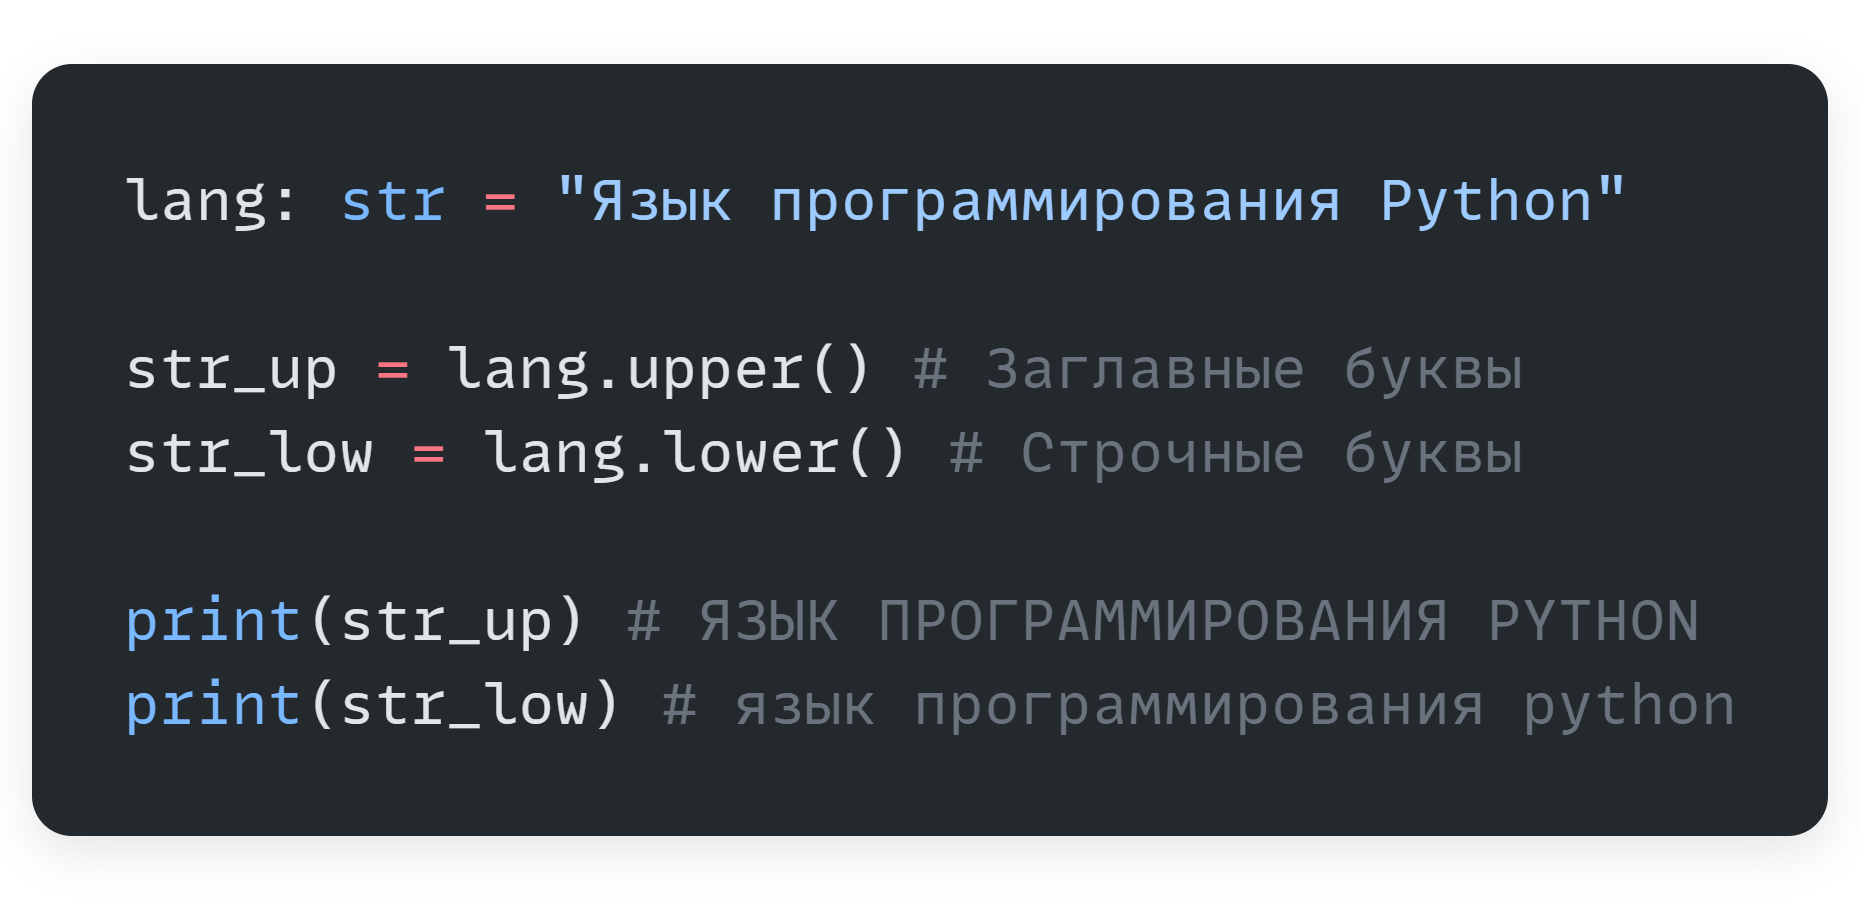 lang: str = "Язык программирования Python"
str_up = lang.upper() # Заглавные буквы
str_low = lang.lower() # Строчные буквы
print(str_up) # ЯЗЫК ПРОГРАММИРОВАНИЯ PYTHON
print(str_low) # язык программирования python